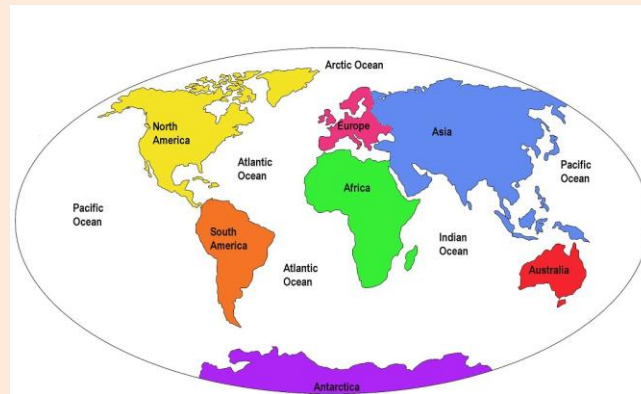 Arctic Ocean
North
America
Europe
Asia
Atlantic
Ocean
Pacific
Ocean
Africa
Pacific
Ocean
South
America
Indian
Ocean
Atlantic
Ocean
Australia
Antarctica